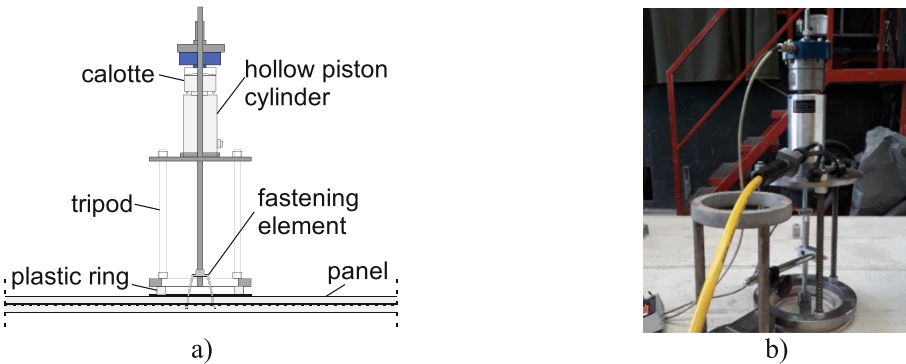 calotte
hollow piston
cylinder
tripod
fastening
element
plastic ring
panel
a)
b)